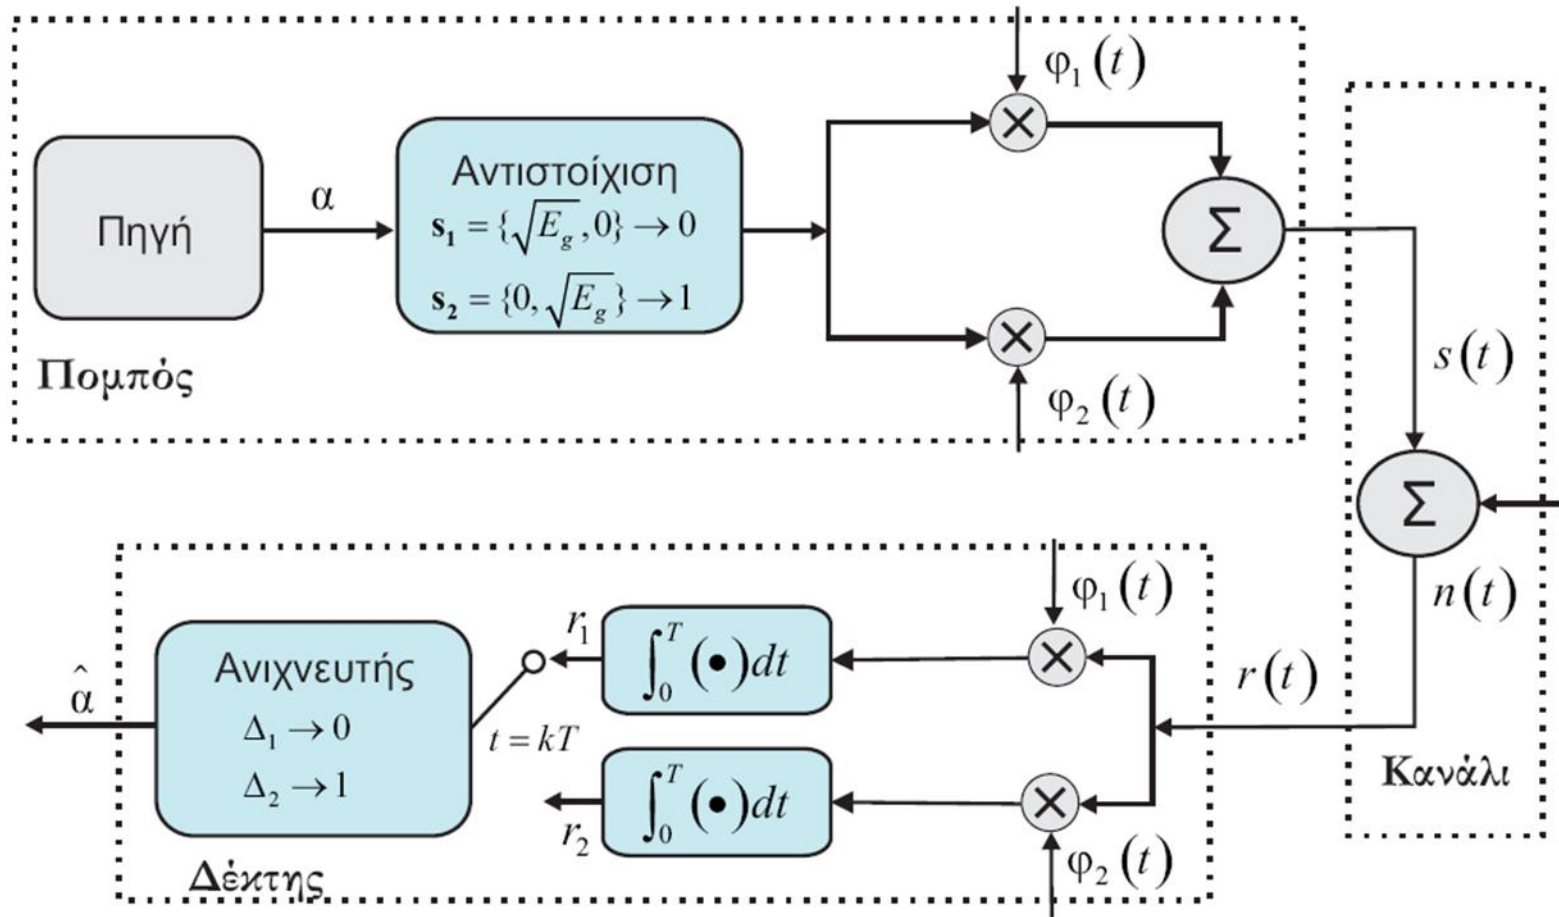 φ₁(t)
Πηγή
α
Αντιστοίχιση
s₁ = {√E_g, 0} → 0
s₂ = {0, √E_g} → 1
Σ
Πομπός
φ₂(t)
s(t)
Σ
n(t)
φ₁(t)
r₁
∫₀ᵀ(•)dt
Ανιχνευτής
Δ₁ → 0
Δ₂ → 1
α̂
t = kT
r(t)
r₂
∫₀ᵀ(•)dt
Κανάλι
φ₂(t)
Δέκτης